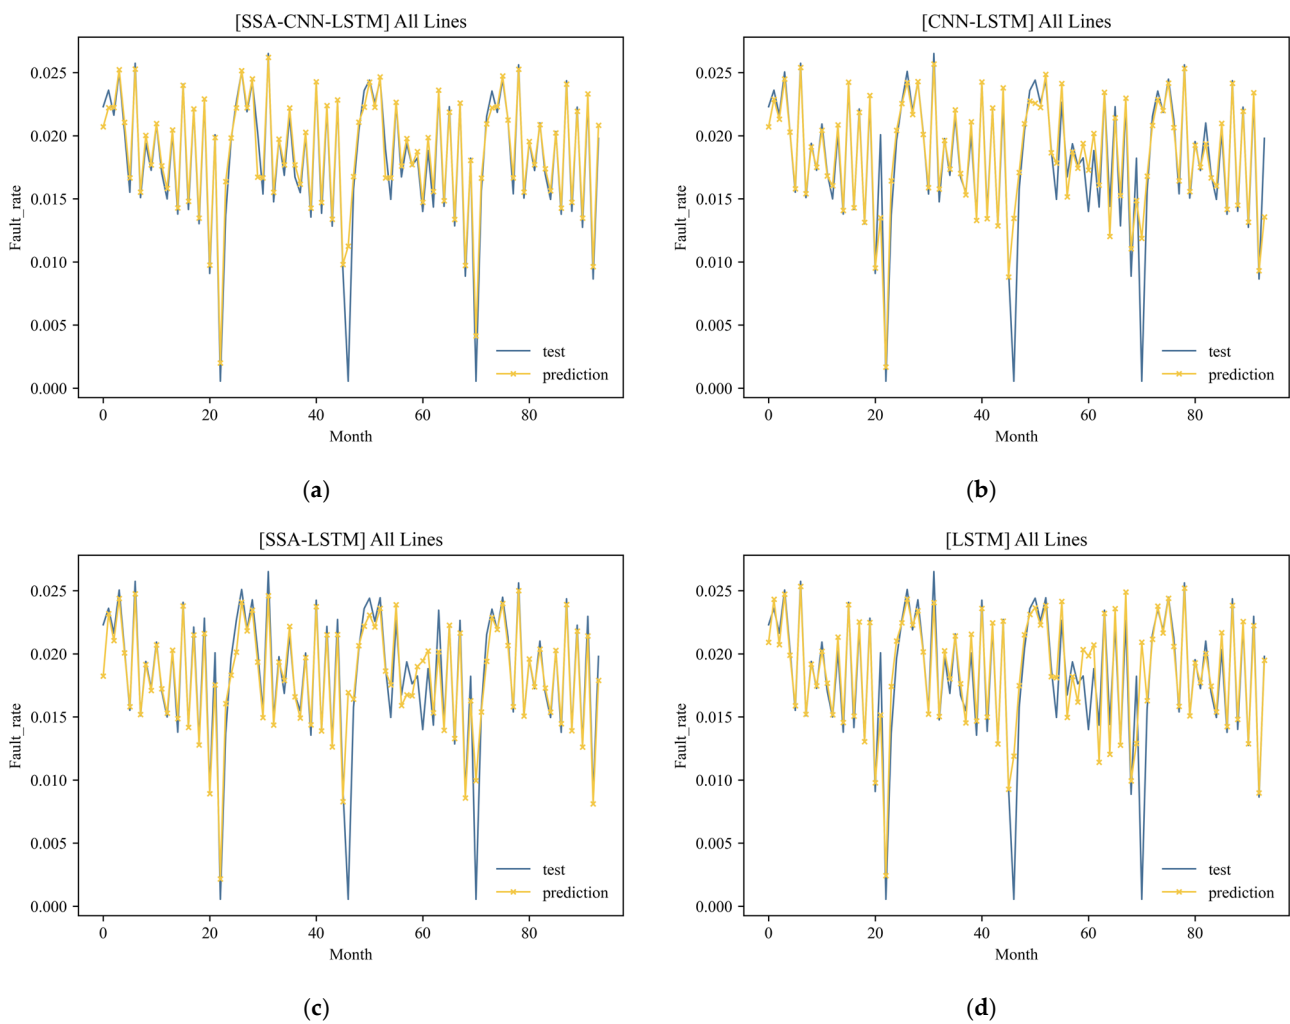 [SSA-CNN-LSTM] All Lines
Fault_rate
0.025
0.020
0.015
0.010
0.005
0.000
test
prediction
0 20 40 60 80
Month
(a)
[CNN-LSTM] All Lines
Fault_rate
0.025
0.020
0.015
0.010
0.005
0.000
test
prediction
0 20 40 60 80
Month
(b)
[SSA-LSTM] All Lines
Fault_rate
0.025
0.020
0.015
0.010
0.005
0.000
test
prediction
0 20 40 60 80
Month
(c)
[LSTM] All Lines
Fault_rate
0.025
0.020
0.015
0.010
0.005
0.000
test
prediction
0 20 40 60 80
Month
(d)